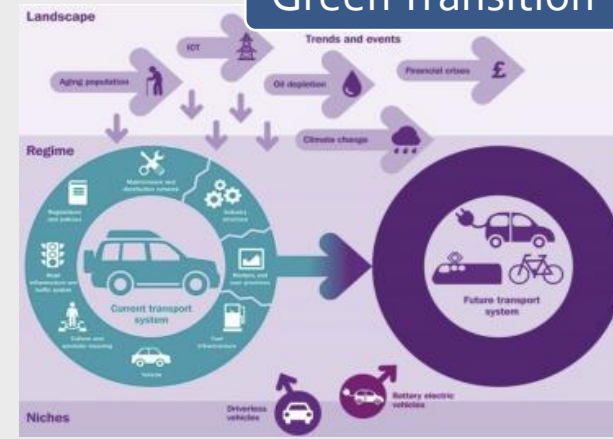 Green Transition
Landscape
Trends and events
ICT
Aging population
Oil depletion
Financial crises
£
Climate change
Regime
Maintenance and
distribution network
Regulations
and policies
Industry
structure
Road
infrastructure and
traffic system
Markets and
user practices
Current transport
system
Culture and
symbolic meaning
Fuel
infrastructure
Vehicle
Future transport
system
Niches
Driverless
vehicles
Battery electric
vehicles